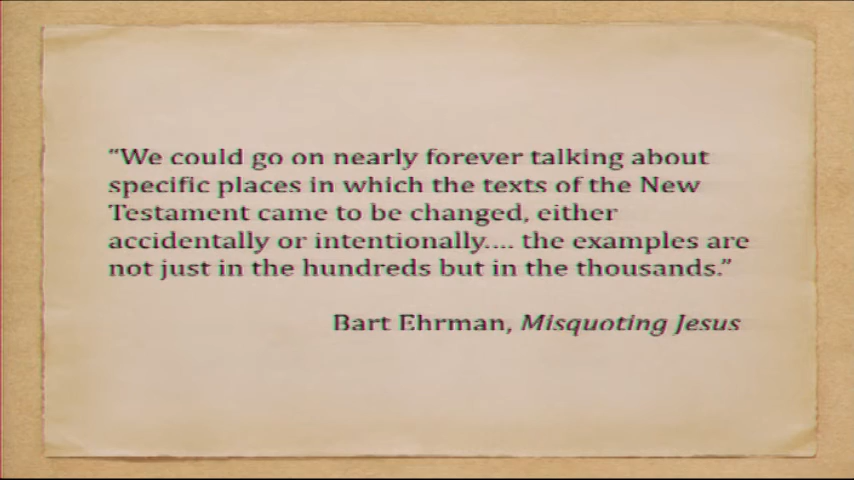 “We could go on nearly forever talking about
specific places in which the texts of the New
Testament came to be changed, either
accidentally or intentionally.... the examples are
not just in the hundreds but in the thousands.”
Bart Ehrman, Misquoting Jesus